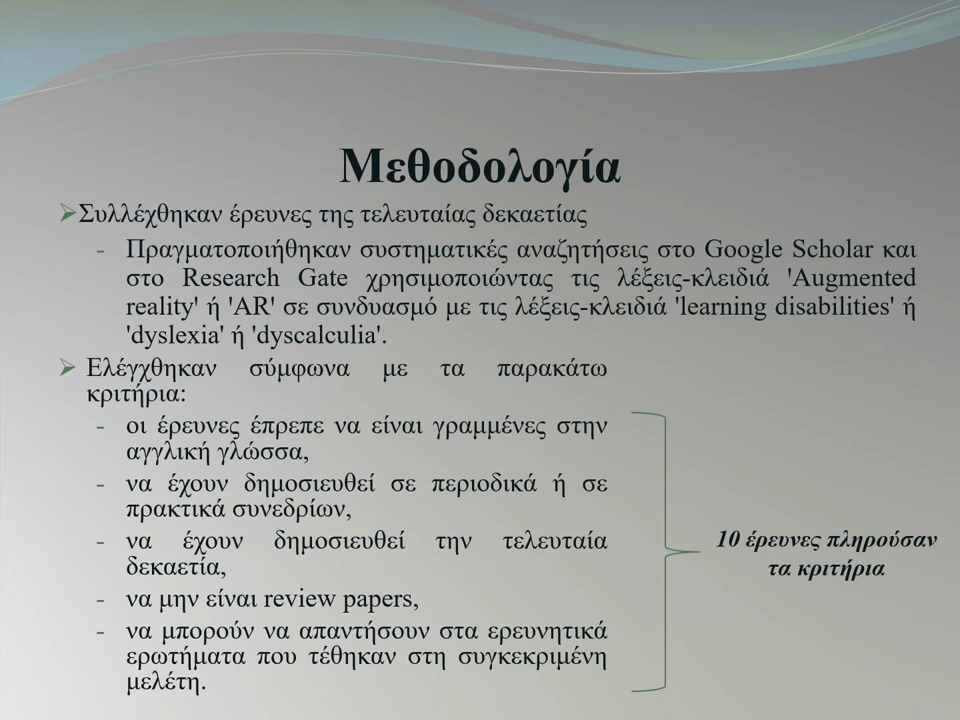 Μεθοδολογία
➢Συλλέχθηκαν έρευνες της τελευταίας δεκαετίας
- Πραγματοποιήθηκαν συστηματικές αναζητήσεις στο Google Scholar και
στο Research Gate χρησιμοποιώντας τις λέξεις-κλειδιά 'Augmented
reality' ή 'AR' σε συνδυασμό με τις λέξεις-κλειδιά 'learning disabilities' ή
'dyslexia' ή 'dyscalculia'.
➢ Ελέγχθηκαν σύμφωνα με τα παρακάτω
κριτήρια:
- οι έρευνες έπρεπε να είναι γραμμένες στην
αγγλική γλώσσα,
- να έχουν δημοσιευθεί σε περιοδικά ή σε
πρακτικά συνεδρίων,
- να έχουν δημοσιευθεί την τελευταία
δεκαετία,
- να μην είναι review papers,
- να μπορούν να απαντήσουν στα ερευνητικά
ερωτήματα που τέθηκαν στη συγκεκριμένη
μελέτη.
10 έρευνες πληρούσαν
τα κριτήρια